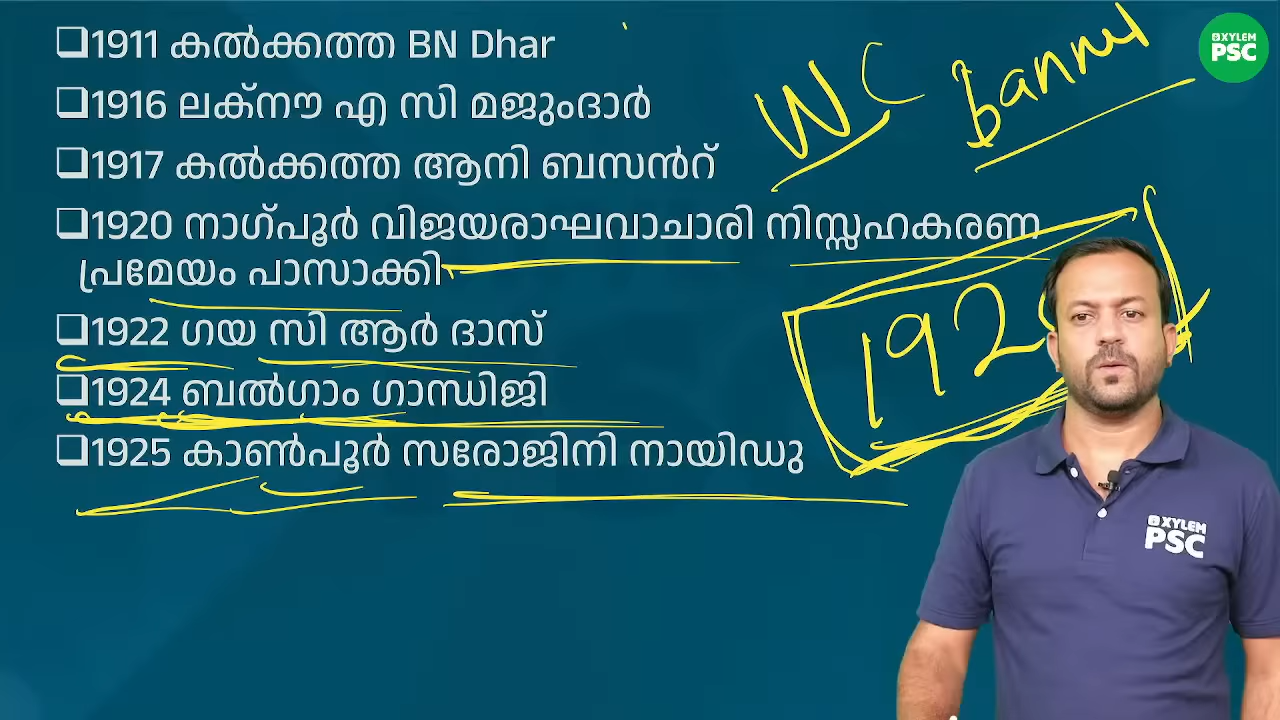 ❑1911 കൽക്കത്ത BN Dhar
❑1916 ലക്നൗ എ സി മജുംദാർ
❑1917 കൽക്കത്ത ആനി ബസൻറ്
❑1920 നാഗ്പൂർ വിജയരാഘവാചാരി നിസ്സഹകരണ
പ്രമേയം പാസാക്കി
❑1922 ഗയ സി ആർ ദാസ്
❑1924 ബൽഗാം ഗാന്ധിജി
❑1925 കാൺപൂർ സരോജിനി നായിഡു
WC
192
XYLEM
PSC
XYLEM
PSC